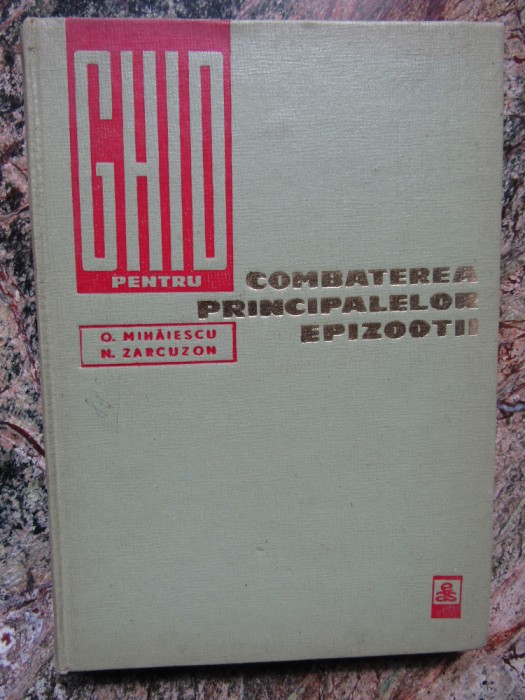 GHID
PENTRU
COMBATEREA
PRINCIPALELOR
EPIZOOTII
O. MIHĂIESCU
N. ZARCUZON